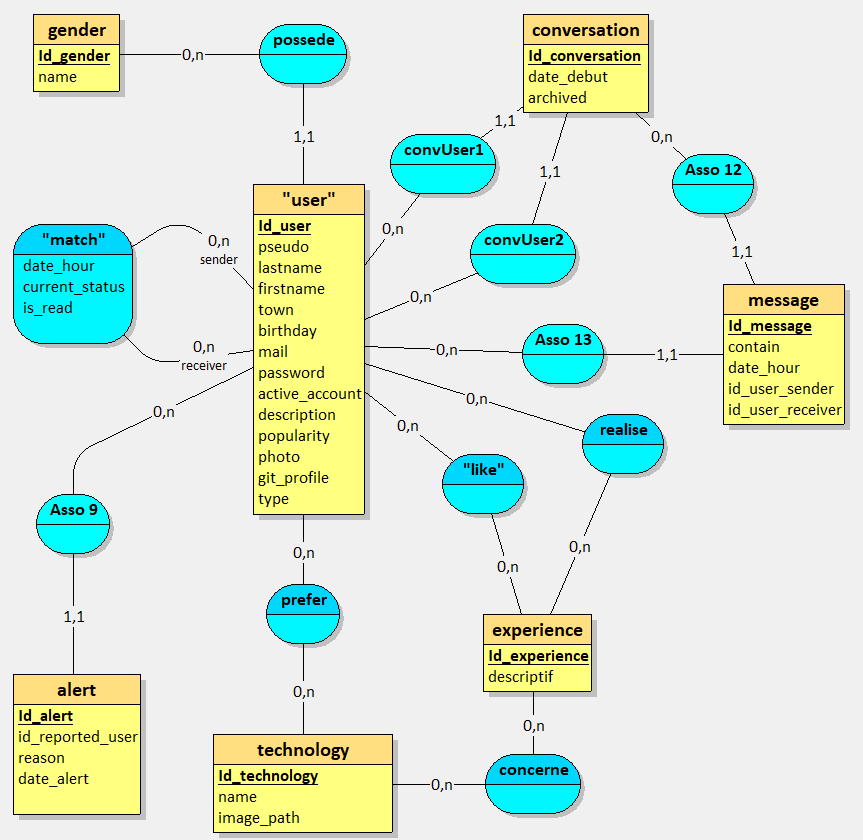 gender
Id_gender
name
0,n
possede
1,1
conversation
Id_conversation
date_debut
archived
1,1
convUser1
0,n
1,1
convUser2
0,n
0,n
Asso 12
1,1
"user"
Id_user
pseudo
lastname
firstname
town
birthday
mail
password
active_account
description
popularity
photo
git_profile
type
"match"
date_hour
current_status
is_read
0,n
sender
0,n
receiver
message
Id_message
contain
date_hour
id_user_sender
id_user_receiver
0,n
Asso 13
1,1
0,n
realise
0,n
0,n
"like"
0,n
0,n
Asso 9
1,1
0,n
prefer
0,n
experience
Id_experience
descriptif
alert
Id_alert
id_reported_user
reason
date_alert
technology
Id_technology
name
image_path
0,n
concerne
0,n